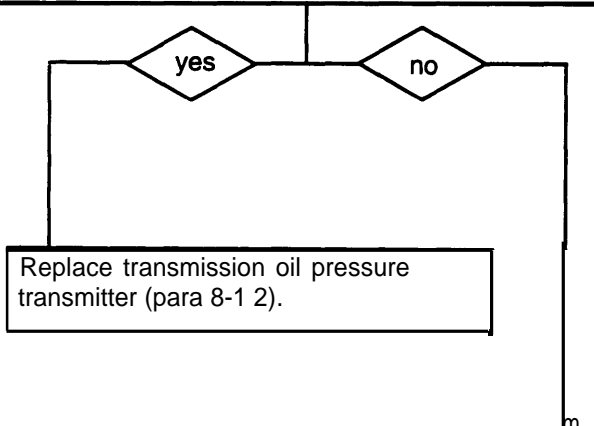 yes
no
Replace transmission oil pressure
transmitter (para 8-1 2).
m